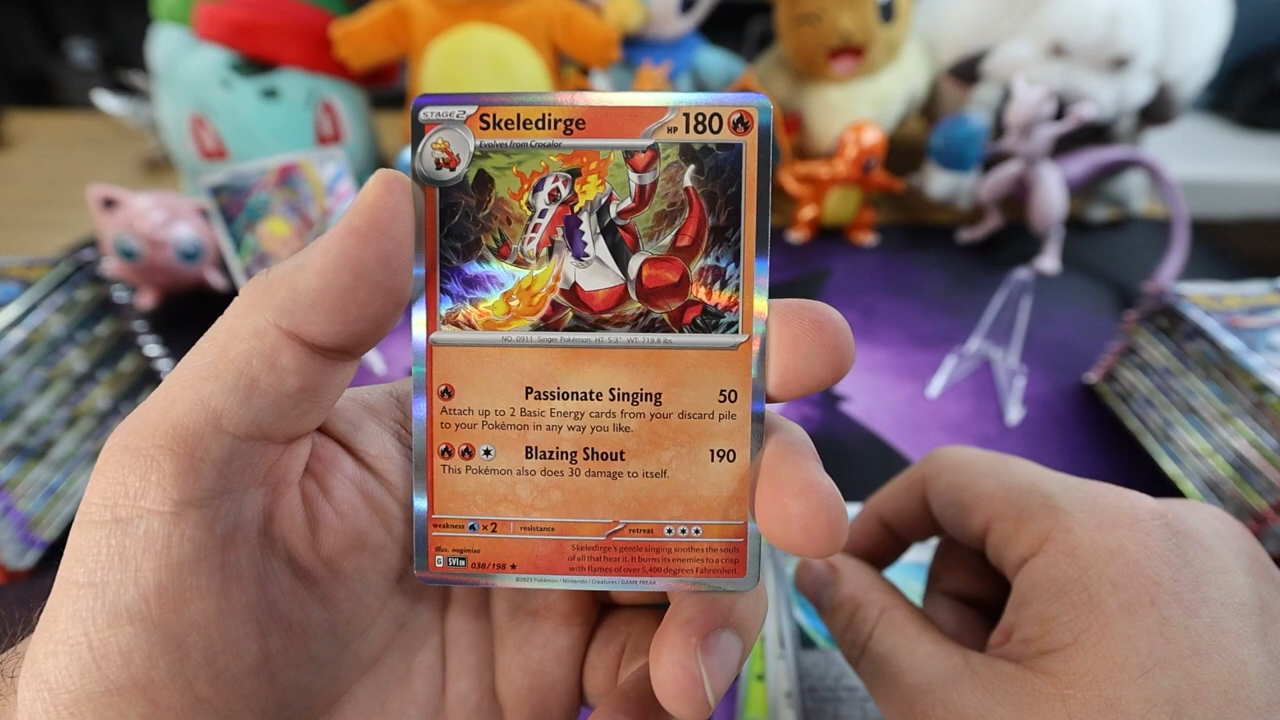 STAGE 2 Skeledirge HP 180
Evolves from Crocalor
NO. 0911 Singer Pokémon HT: 5'3" WT: 719.8 lbs
Passionate Singing 50
Attach up to 2 Basic Energy cards from your discard pile
to your Pokémon in any way you like.
Blazing Shout 190
This Pokémon also does 30 damage to itself.
weakness ×2 resistance retreat
Illus. nagimiso
G SVI EN 038/198 ★
Skeledirge's gentle singing soothes the souls
of all that hear it. It burns its enemies to a crisp
with flames of over 5,400 degrees Fahrenheit.
©2023 Pokémon / Nintendo / Creatures / GAME FREAK